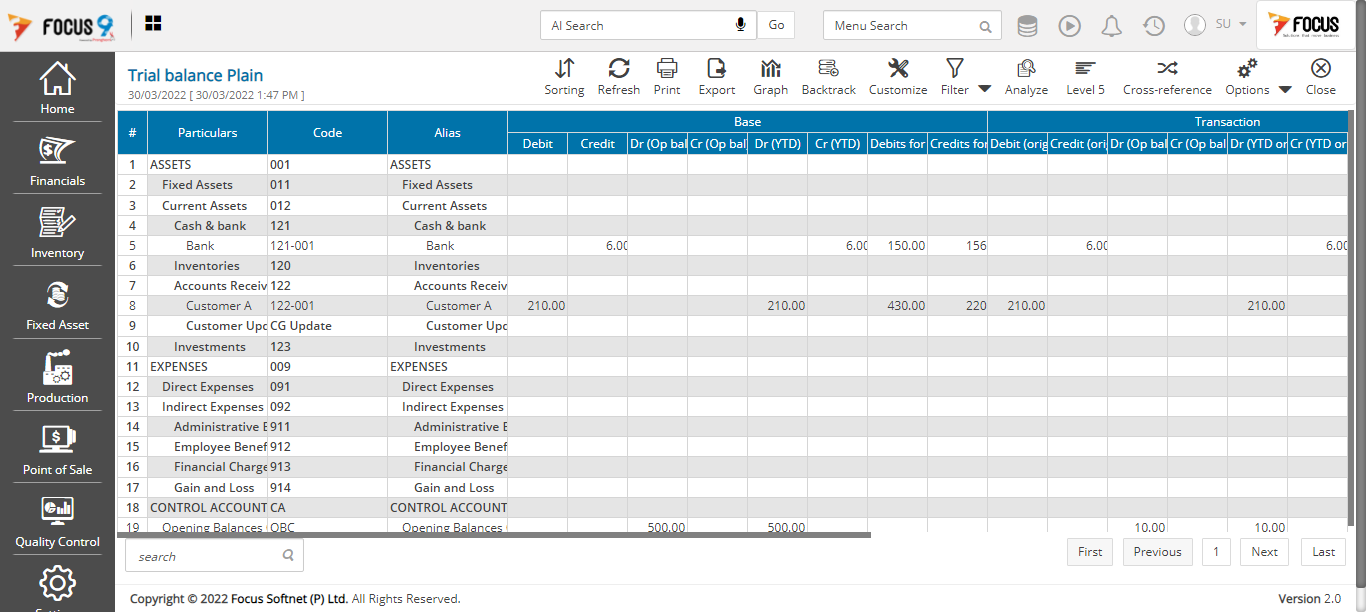 FOCUS 9
AI Search
Go
Menu Search
SU
FOCUS
Home
Financials
Inventory
Fixed Asset
Production
Point of Sale
Quality Control
Trial balance Plain
30/03/2022 [ 30/03/2022 1:47 PM ]
Sorting Refresh Print Export Graph Backtrack Customize Filter Analyze Level 5 Cross-reference Options Close
# Particulars Code Alias Base Transaction
Debit Credit Dr (Op bal Cr (Op bal Dr (YTD) Cr (YTD) Debits for Credits for Debit (orig Credit (ori Dr (Op bal Cr (Op bal Dr (YTD or Cr (YTD or
1 ASSETS 001 ASSETS
2 Fixed Assets 011 Fixed Assets
3 Current Assets 012 Current Assets
4 Cash & bank 121 Cash & bank
5 Bank 121-001 Bank 6.00 6.00 150.00 156 6.00 6.00
6 Inventories 120 Inventories
7 Accounts Receiv 122 Accounts Receiv
8 Customer A 122-001 Customer A 210.00 210.00 430.00 220 210.00 210.00
9 Customer Upd CG Update Customer Upd
10 Investments 123 Investments
11 EXPENSES 009 EXPENSES
12 Direct Expenses 091 Direct Expenses
13 Indirect Expenses 092 Indirect Expenses
14 Administrative E 911 Administrative E
15 Employee Benef 912 Employee Benef
16 Financial Charge 913 Financial Charge
17 Gain and Loss 914 Gain and Loss
18 CONTROL ACCOUNT CA CONTROL ACCOUNT
19 Opening Balances OBC Opening Balances 500.00 500.00 10.00 10.00
search
First Previous 1 Next Last
Copyright © 2022 Focus Softnet (P) Ltd. All Rights Reserved.
Version 2.0